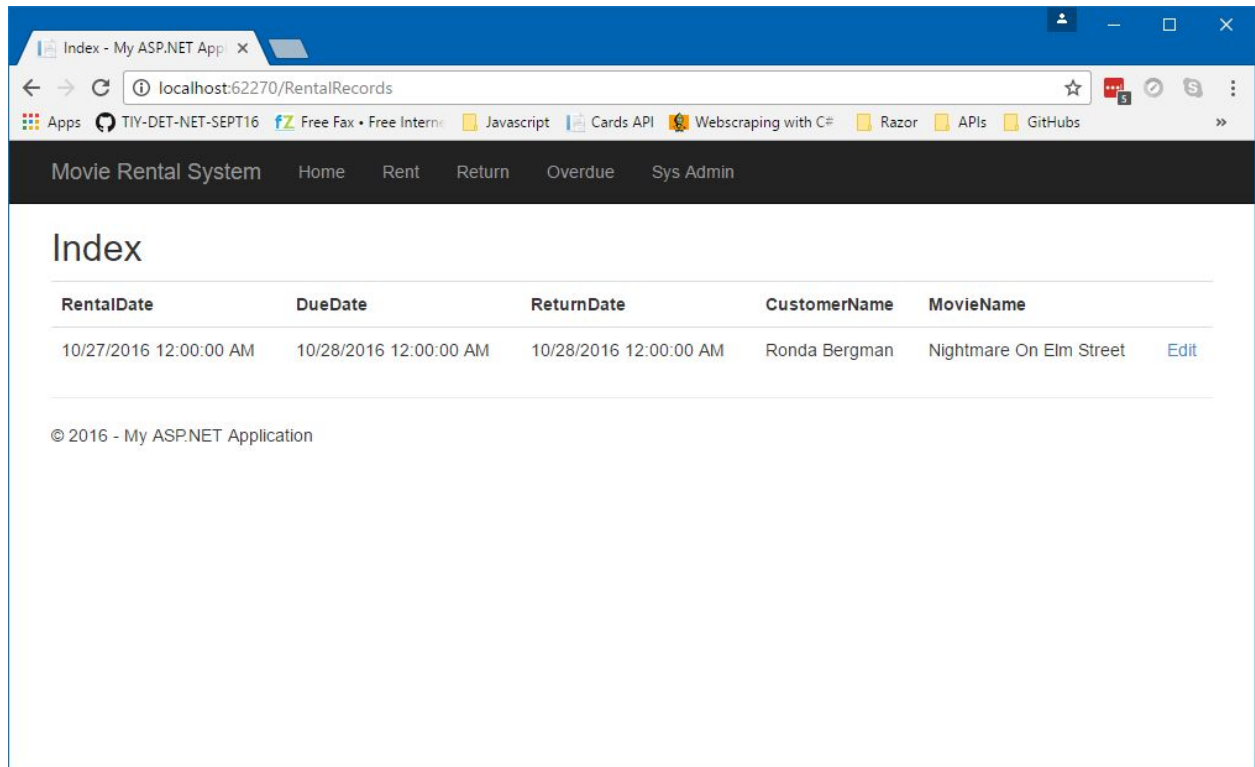 Index - My ASP.NET Appl
localhost:62270/RentalRecords
5
Apps TIY-DET-NET-SEPT16 fZ Free Fax • Free Interne Javascript Cards API Webscraping with C# Razor APIs GitHubs »
Movie Rental System Home Rent Return Overdue Sys Admin
Index
RentalDate DueDate ReturnDate CustomerName MovieName
10/27/2016 12:00:00 AM 10/28/2016 12:00:00 AM 10/28/2016 12:00:00 AM Ronda Bergman Nightmare On Elm Street Edit
© 2016 - My ASP.NET Application